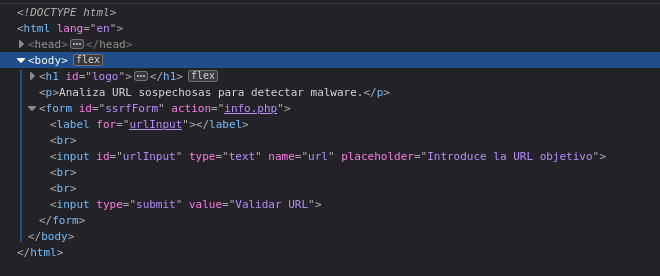 <!DOCTYPE html>
<html lang="en">
<head>···</head>
<body> flex
<h1 id="logo">···</h1> flex
<p>Analiza URL sospechosas para detectar malware.</p>
<form id="ssrfForm" action="info.php">
<label for="urlInput"></label>
<br>
<input id="urlInput" type="text" name="url" placeholder="Introduce la URL objetivo">
<br>
<br>
<input type="submit" value="Validar URL">
</form>
</body>
</html>